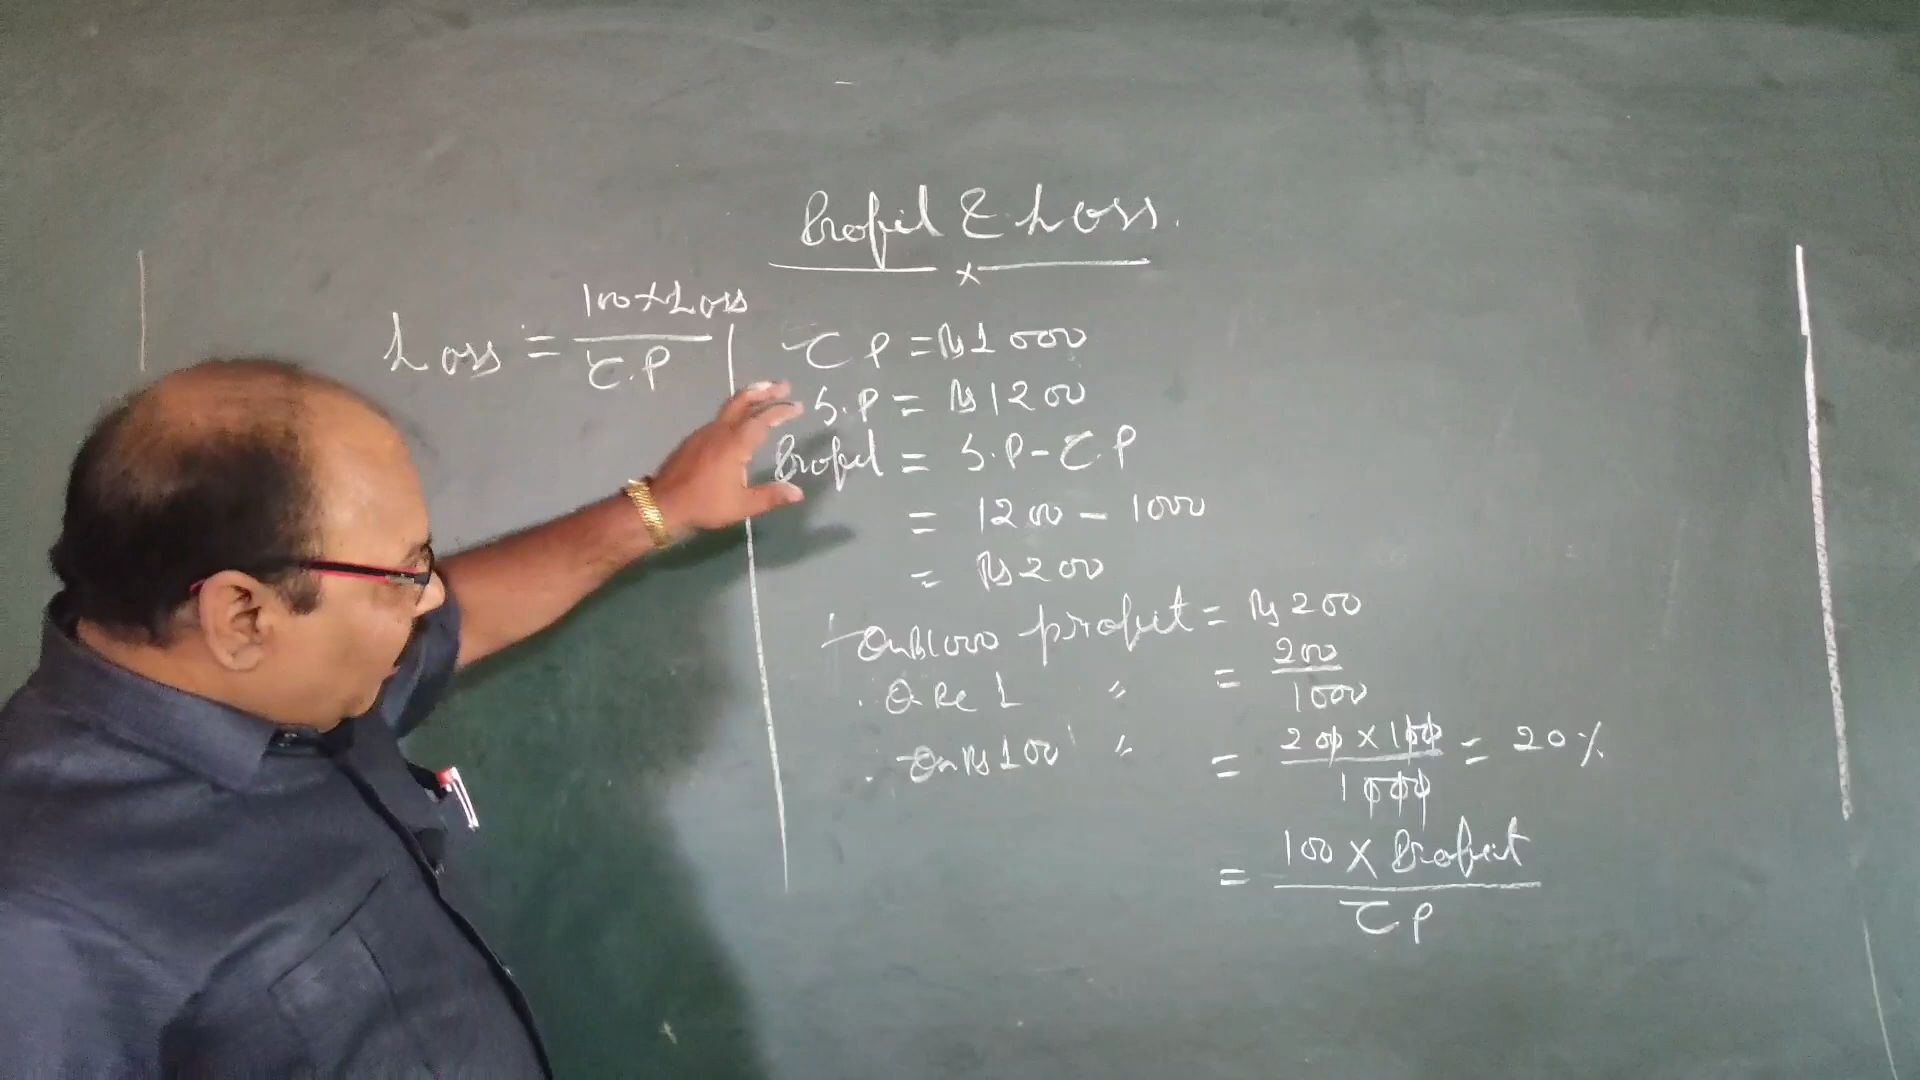 Profit & Loss.
Loss = 100 × Loss / C.P
C P = Rs 1000
S.P = Rs 1200
Profit = S.P - C.P
= 1200 - 1000
= Rs 200
On Rs 1000 profit = Rs 200
. On Re 1 " = 200 / 1000
. On Rs 100 " = 200 × 100 / 1000 = 20 %
= 100 × Profit / C P